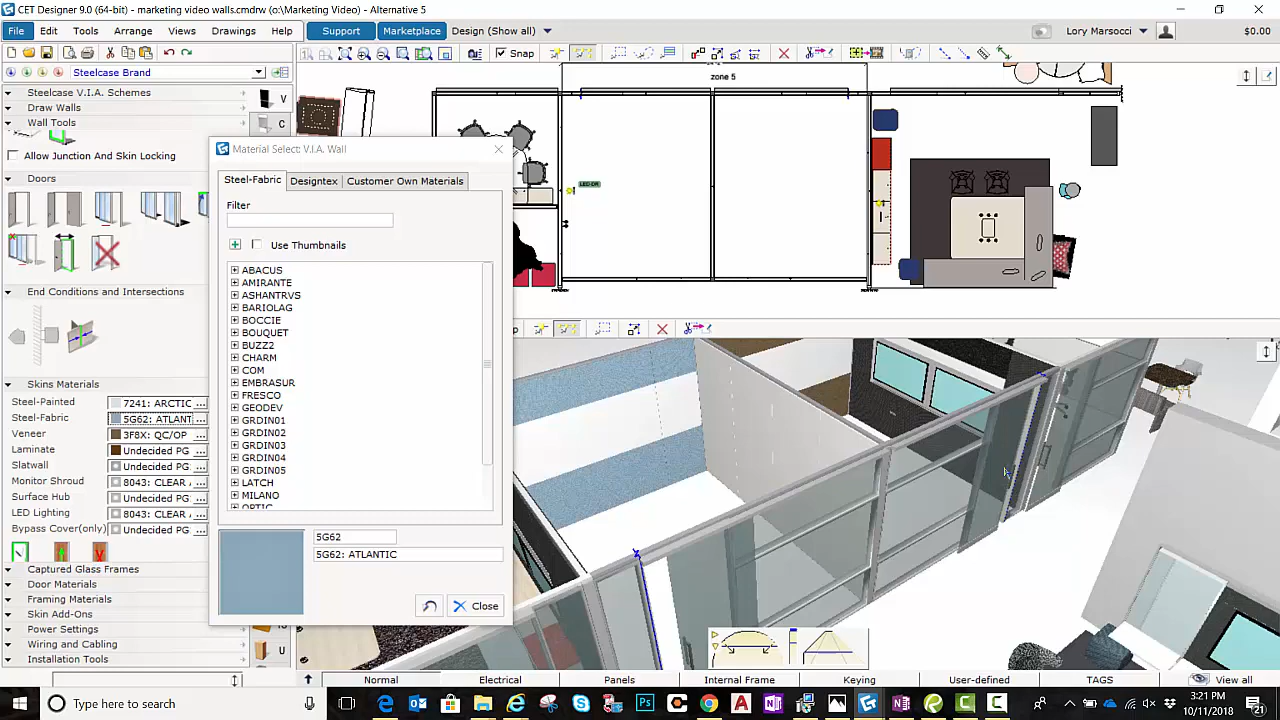 CET Designer 9.0 (64-bit) - marketing video walls.cmdrw (o:\Marketing Video) - Alternative 5
File Edit Tools Arrange Views Drawings Help Support Marketplace Design (Show all) Lory Marsocci $0.00
Snap
Steelcase Brand
Steelcase V.I.A. Schemes
Draw Walls
Wall Tools
Allow Junction And Skin Locking
Doors
V
C
zone 5
LED-DR
Material Select: V.I.A. Wall
Steel-Fabric Designtex Customer Own Materials
Filter
Use Thumbnails
ABACUS
AMIRANTE
ASHANTRVS
BARIOLAG
BOCCIE
BOUQUET
BUZZ2
CHARM
COM
EMBRASUR
FRESCO
GEODEV
GRDIN01
GRDIN02
GRDIN03
GRDIN04
GRDIN05
LATCH
MILANO
OPTIC
5G62
5G62: ATLANTIC
Close
End Conditions and Intersections
Skins Materials
Steel-Painted 7241: ARCTIC ...
Steel-Fabric 5G62: ATLANT ...
Veneer 3F8X: QC/OP ...
Laminate Undecided PG ...
Slatwall Undecided PG ...
Monitor Shroud 8043: CLEAR A ...
Surface Hub Undecided PG ...
LED Lighting 8043: CLEAR A ...
Bypass Cover(only) Undecided PG ...
Captured Glass Frames
Door Materials
Framing Materials
Skin Add-Ons
Power Settings
Wiring and Cabling
Installation Tools
U
Normal Electrical Panels Internal Frame Keying User-defined TAGS View all
Type here to search
3:21 PM
10/11/2018
21